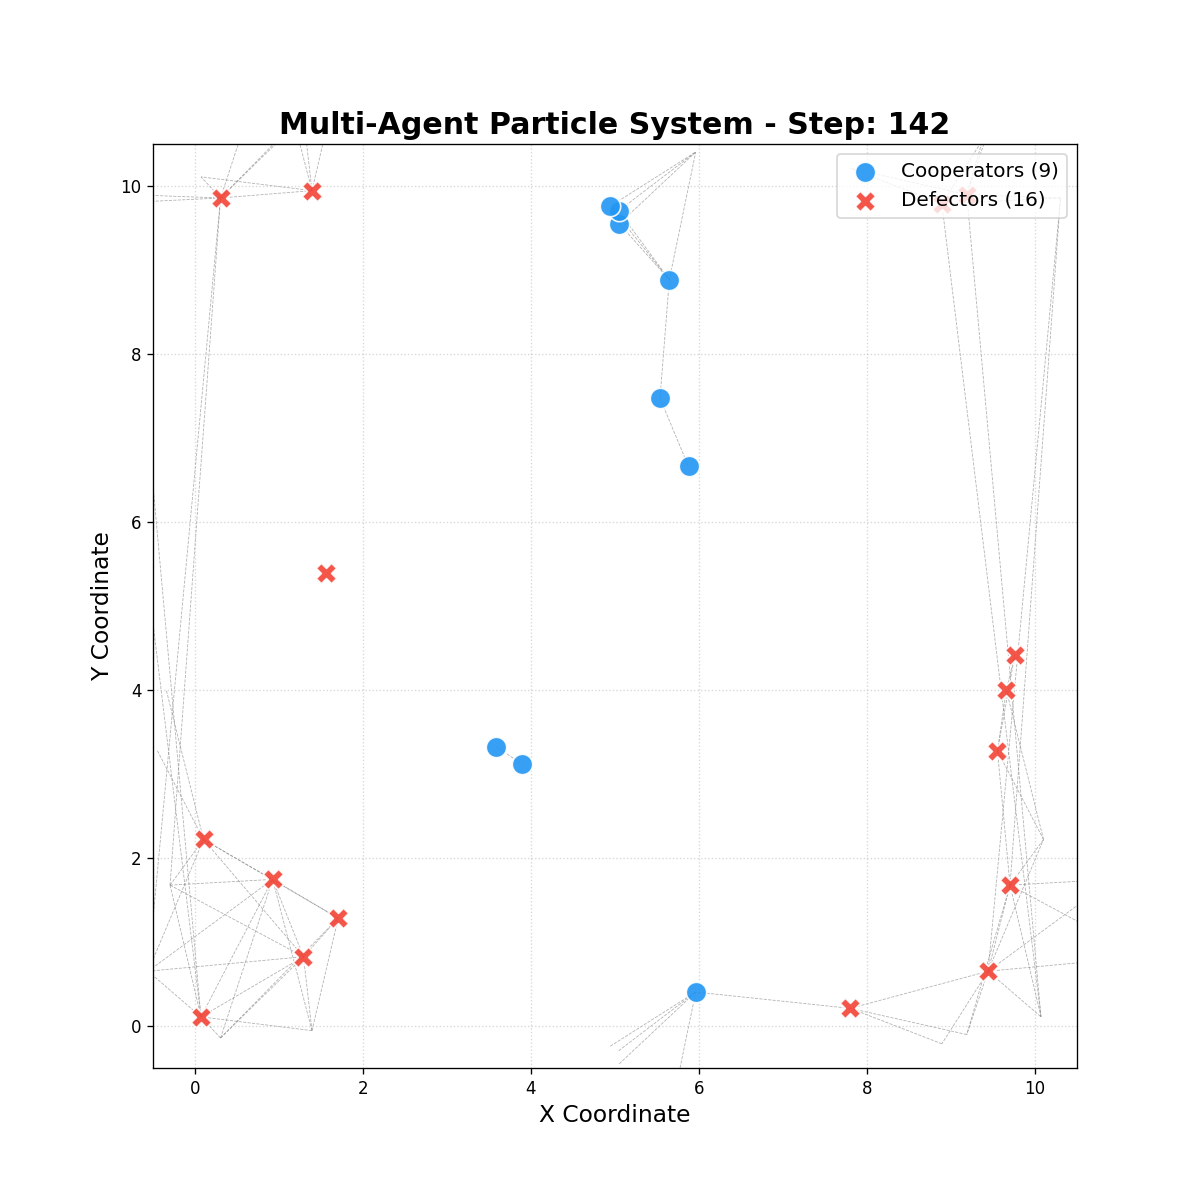 Multi-Agent Particle System - Step: 142
Cooperators (9)
Defectors (16)
Y Coordinate
10
8
6
4
2
0
0 2 4 6 8 10
X Coordinate